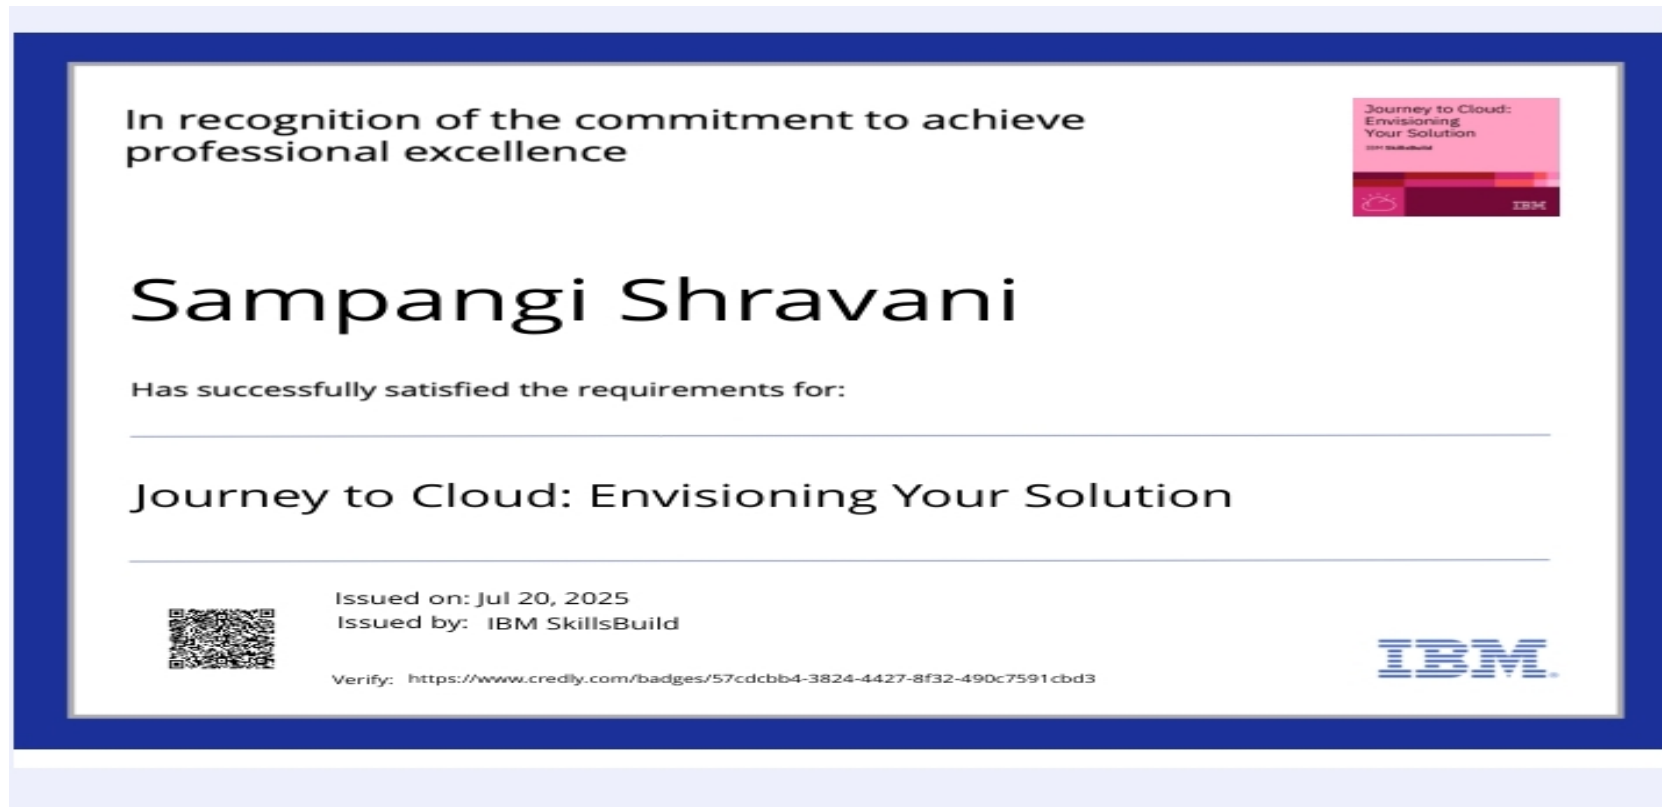 In recognition of the commitment to achieve
professional excellence
Journey to Cloud:
Envisioning
Your Solution
IBM SkillsBuild
IBM
Sampangi Shravani
Has successfully satisfied the requirements for:
Journey to Cloud: Envisioning Your Solution
Issued on: Jul 20, 2025
Issued by: IBM SkillsBuild
Verify: https://www.credly.com/badges/57cdcbb4-3824-4427-8f32-490c7591cbd3
IBM.